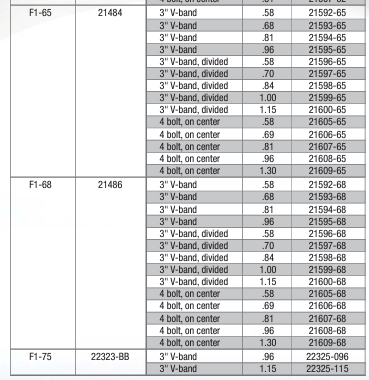 F1-65 21484 3" V-band .58 21592-65
3" V-band .68 21593-65
3" V-band .81 21594-65
3" V-band .96 21595-65
3" V-band, divided .58 21596-65
3" V-band, divided .70 21597-65
3" V-band, divided .84 21598-65
3" V-band, divided 1.00 21599-65
3" V-band, divided 1.15 21600-65
4 bolt, on center .58 21605-65
4 bolt, on center .69 21606-65
4 bolt, on center .81 21607-65
4 bolt, on center .96 21608-65
4 bolt, on center 1.30 21609-65
F1-68 21486 3" V-band .58 21592-68
3" V-band .68 21593-68
3" V-band .81 21594-68
3" V-band .96 21595-68
3" V-band, divided .58 21596-68
3" V-band, divided .70 21597-68
3" V-band, divided .84 21598-68
3" V-band, divided 1.00 21599-68
3" V-band, divided 1.15 21600-68
4 bolt, on center .58 21605-68
4 bolt, on center .69 21606-68
4 bolt, on center .81 21607-68
4 bolt, on center .96 21608-68
4 bolt, on center 1.30 21609-68
F1-75 22323-BB 3" V-band .96 22325-096
3" V-band 1.15 22325-115